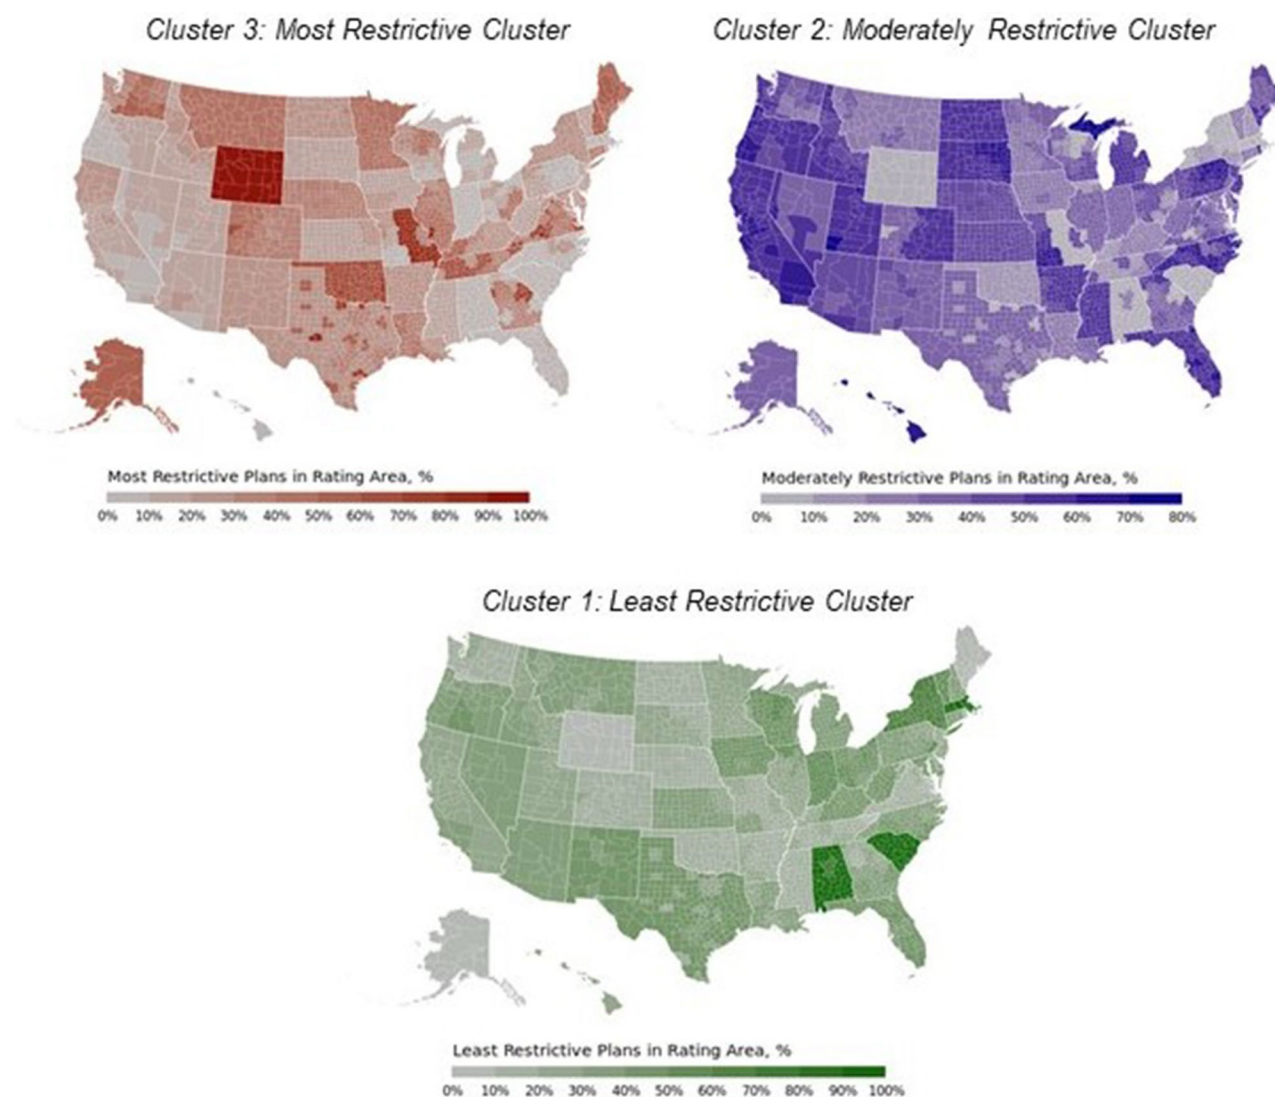 Cluster 3: Most Restrictive Cluster
Cluster 2: Moderately Restrictive Cluster
Most Restrictive Plans in Rating Area, %
0% 10% 20% 30% 40% 50% 60% 70% 80% 90% 100%
Moderately Restrictive Plans in Rating Area, %
0% 10% 20% 30% 40% 50% 60% 70% 80%
Cluster 1: Least Restrictive Cluster
Least Restrictive Plans in Rating Area, %
0% 10% 20% 30% 40% 50% 60% 70% 80% 90% 100%